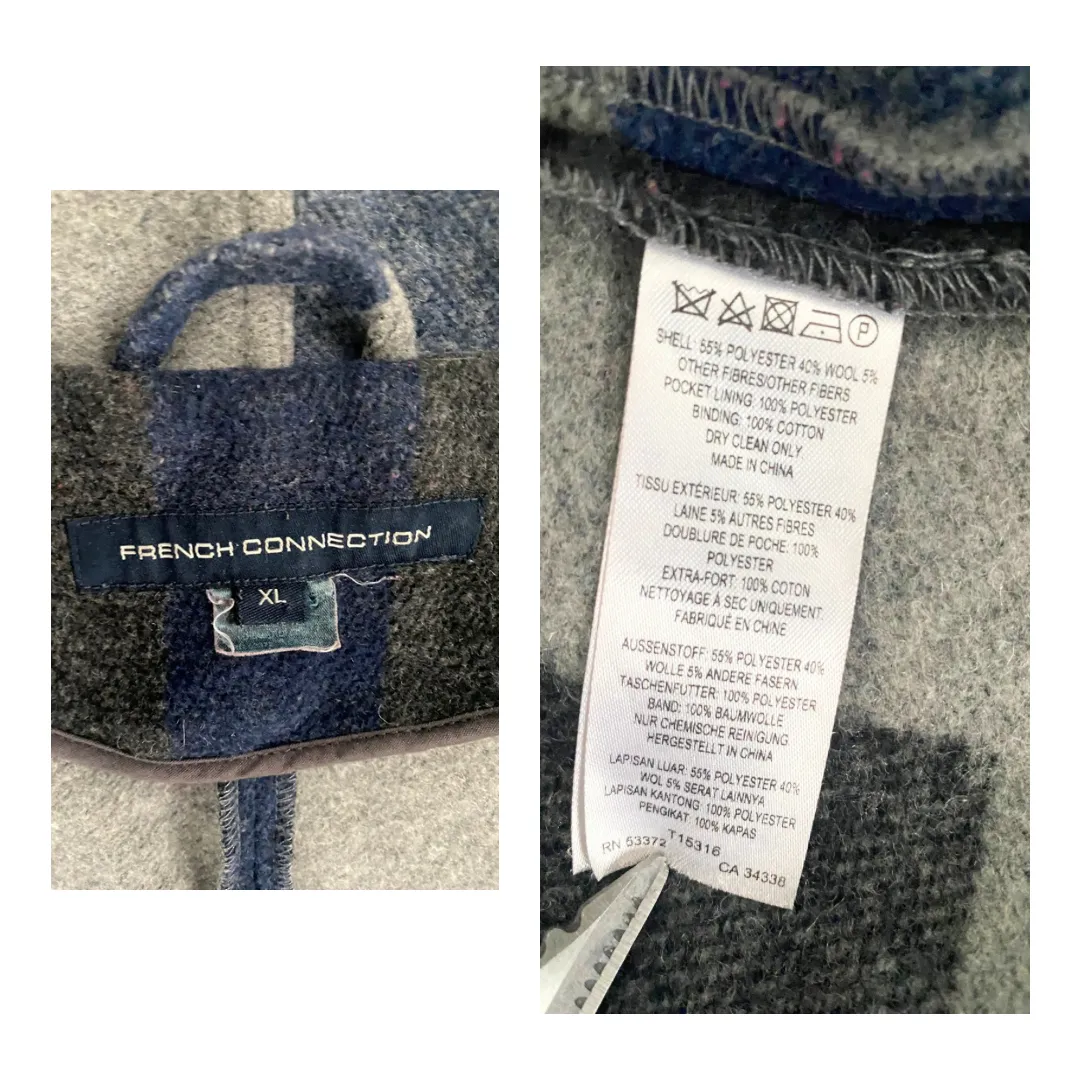 FRENCH CONNECTION
XL
SHELL: 55% POLYESTER 40% WOOL 5%
OTHER FIBRES/OTHER FIBERS
POCKET LINING: 100% POLYESTER
BINDING: 100% COTTON
DRY CLEAN ONLY
MADE IN CHINA
TISSU EXTÉRIEUR: 55% POLYESTER 40%
LAINE 5% AUTRES FIBRES
DOUBLURE DE POCHE: 100%
POLYESTER
EXTRA-FORT: 100% COTON
NETTOYAGE À SEC UNIQUEMENT
FABRIQUÉ EN CHINE
AUSSENSTOFF: 55% POLYESTER 40%
WOLLE 5% ANDERE FASERN
TASCHENFUTTER: 100% POLYESTER
BAND: 100% BAUMWOLLE
NUR CHEMISCHE REINIGUNG
HERGESTELLT IN CHINA
LAPISAN LUAR: 55% POLYESTER 40%
WOL 5% SERAT LAINNYA
LAPISAN KANTONG: 100% POLYESTER
PENGIKAT: 100% KAPAS
RN 53372 T15316 CA 34338